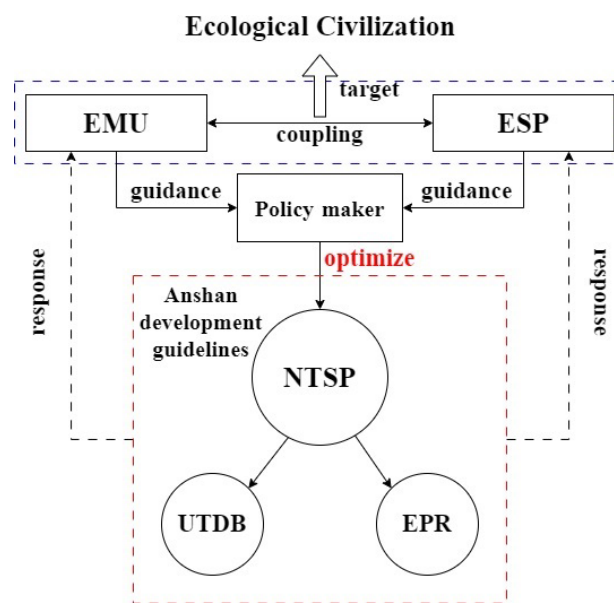 Ecological Civilization
target
EMU
coupling
ESP
guidance
Policy maker
guidance
optimize
response
response
Anshan
development
guidelines
NTSP
UTDB
EPR